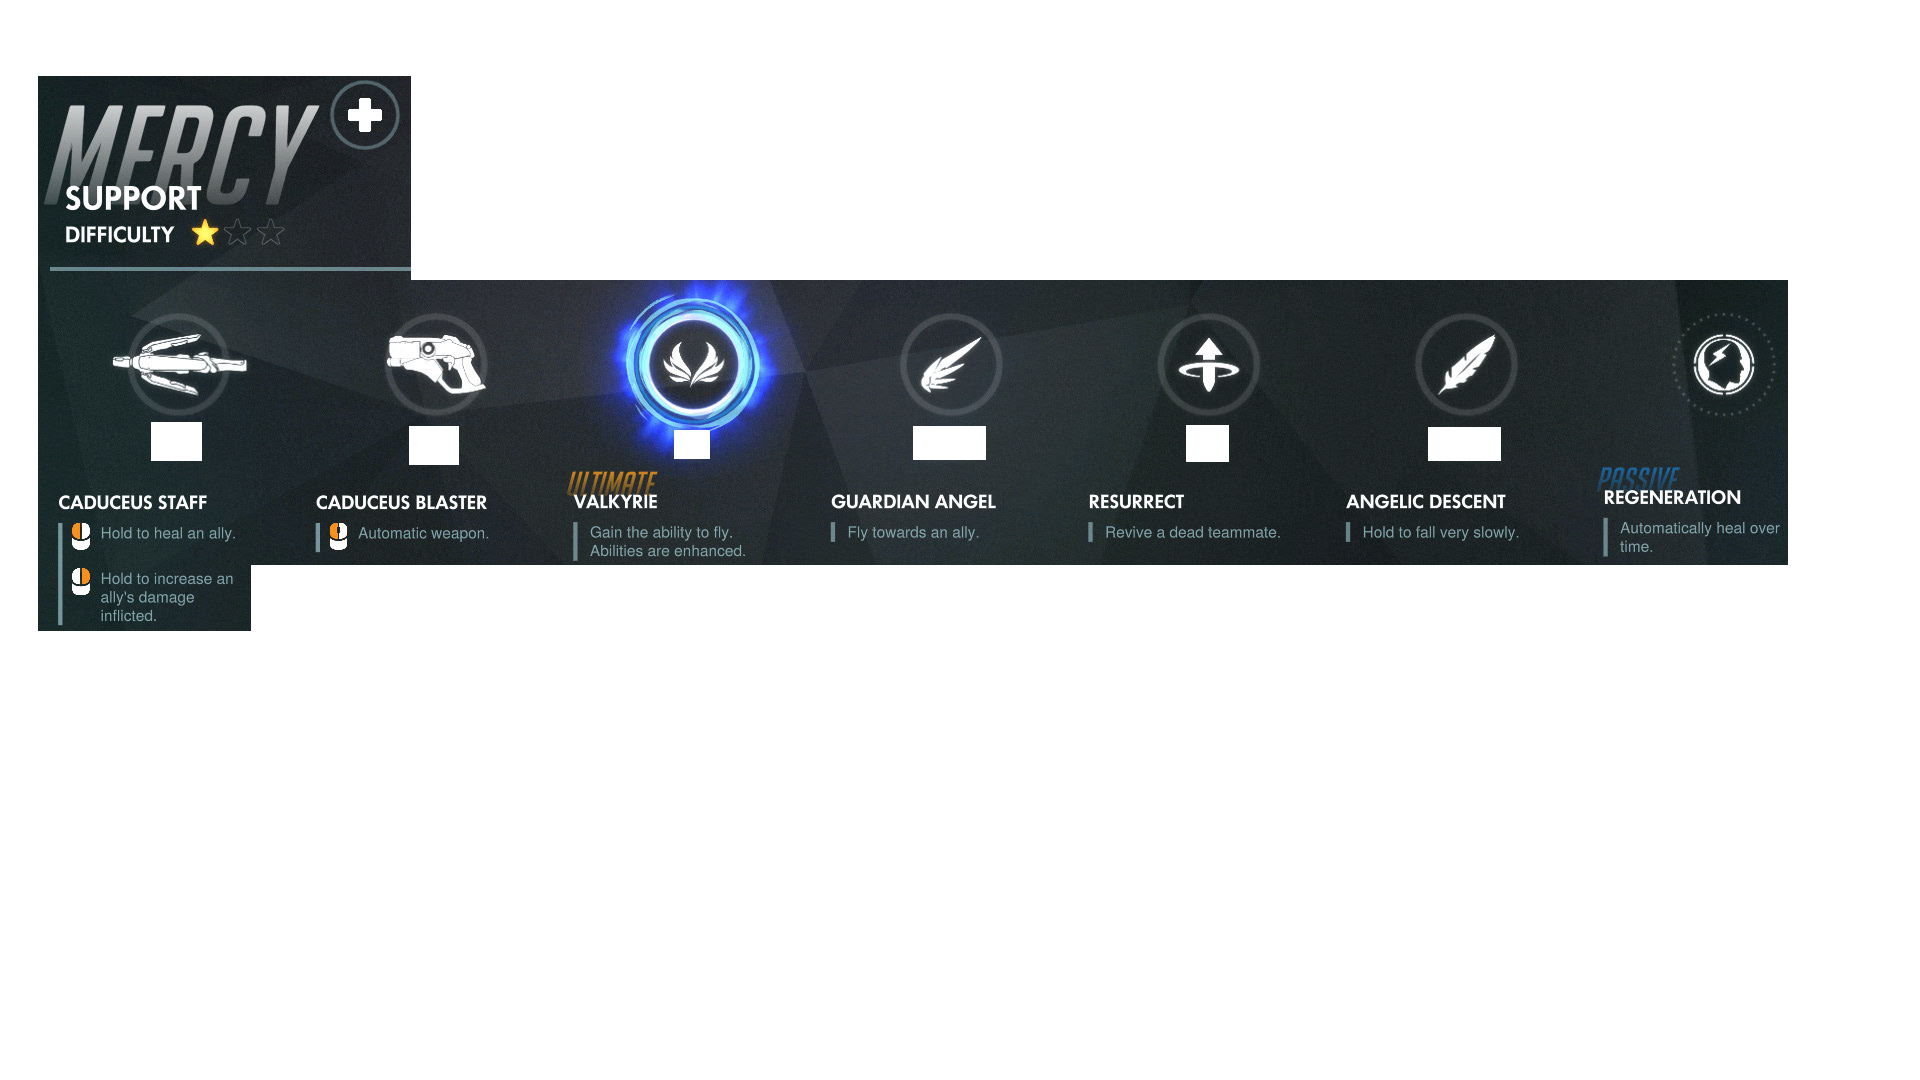 MERCY
SUPPORT
DIFFICULTY
CADUCEUS STAFF
Hold to heal an ally.
Hold to increase an
ally's damage
inflicted.
CADUCEUS BLASTER
Automatic weapon.
ULTIMATE
VALKYRIE
Gain the ability to fly.
Abilities are enhanced.
GUARDIAN ANGEL
Fly towards an ally.
RESURRECT
Revive a dead teammate.
ANGELIC DESCENT
Hold to fall very slowly.
PASSIVE
REGENERATION
Automatically heal over
time.